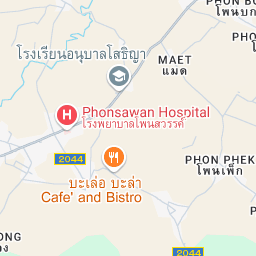 PHON B
โพนบก
โรงเรียนอนุบาลโสธิญา
MAET
แมด
Phonsawan Hospital
โรงพยาบาลโพนสวรรค์
2044
บะเล่อ บะล่า
Cafe' and Bistro
PHON PHEK
โพนเพ็ก
ONG
2044